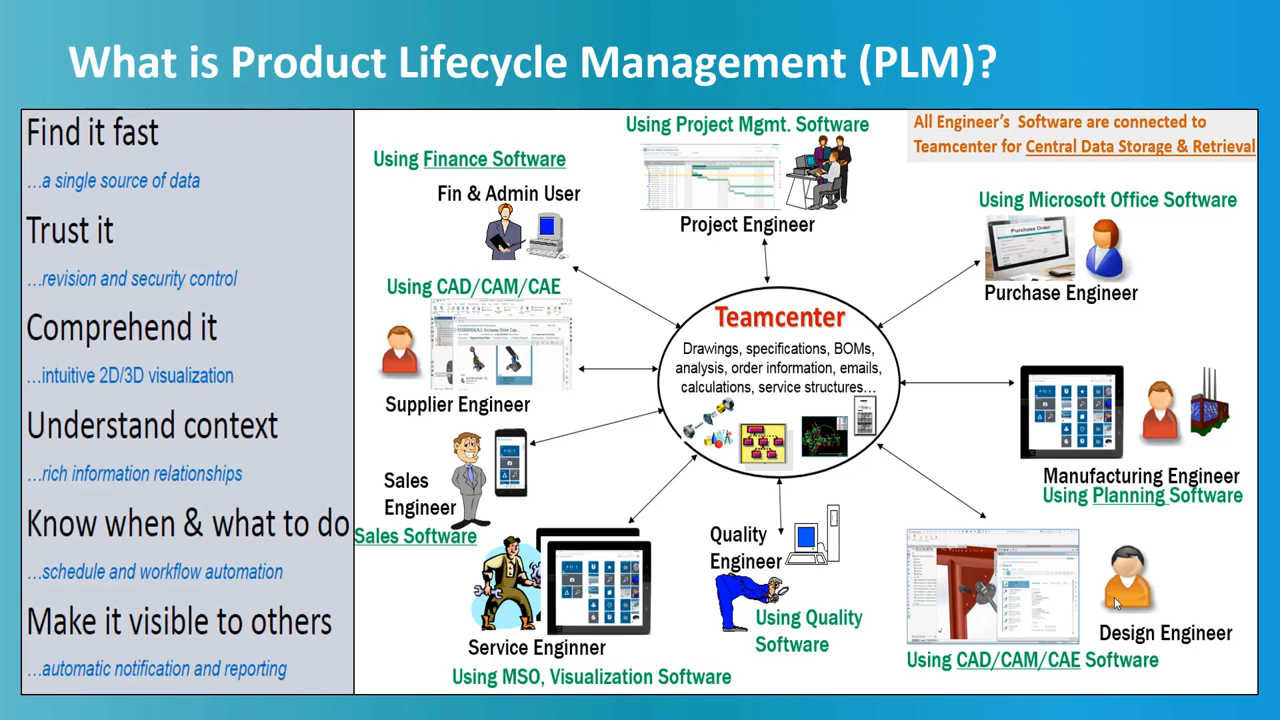 What is Product Lifecycle Management (PLM)?
Find it fast
...a single source of data
Trust it
...revision and security control
Comprehend it
...intuitive 2D/3D visualization
Understand context
...rich information relationships
Know when & what to do
...schedule and workflow automation
Make it visible to others
...automatic notification and reporting
Using Project Mgmt. Software
Project Engineer
All Engineer's Software are connected to
Teamcenter for Central Data Storage & Retrieval
Using Finance Software
Fin & Admin User
Using Microsoft Office Software
Purchase Order
Purchase Engineer
Using CAD/CAM/CAE
Supplier Engineer
Teamcenter
Drawings, specifications, BOMs,
analysis, order information, emails,
calculations, service structures...
Manufacturing Engineer
Using Planning Software
Sales
Engineer
Sales Software
Service Enginner
Using MSO, Visualization Software
Quality
Engineer
Using Quality
Software
Design Engineer
Using CAD/CAM/CAE Software